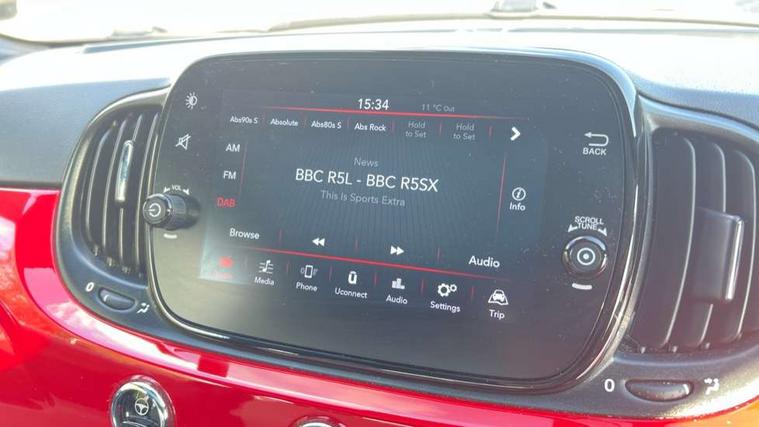 15:34
11 °C Out
Abs90s S
Absolute
Abs80s S
Abs Rock
Hold
to Set
Hold
to Set
AM
FM
DAB
News
BBC R5L - BBC R5SX
This Is Sports Extra
Info
Browse
Audio
Media
Phone
Uconnect
Audio
Settings
Trip
VOL
BACK
SCROLL
TUNE
0
0